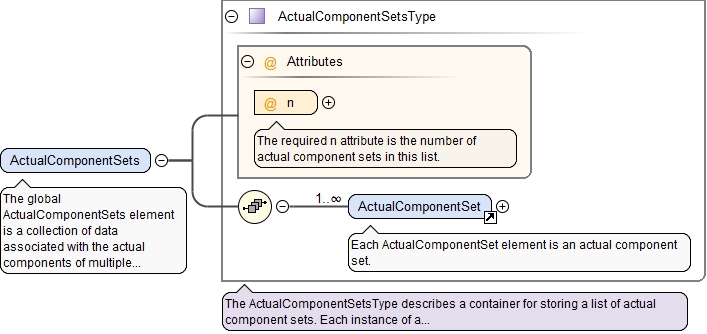 ActualComponentSetsType
@ Attributes
@ n
The required n attribute is the number of
actual component sets in this list.
ActualComponentSets
The global
ActualComponentSets element
is a collection of data
associated with the actual
components of multiple...
1..∞
ActualComponentSet
Each ActualComponentSet element is an actual component
set.
The ActualComponentSetsType describes a container for storing a list of actual
component sets. Each instance of a...